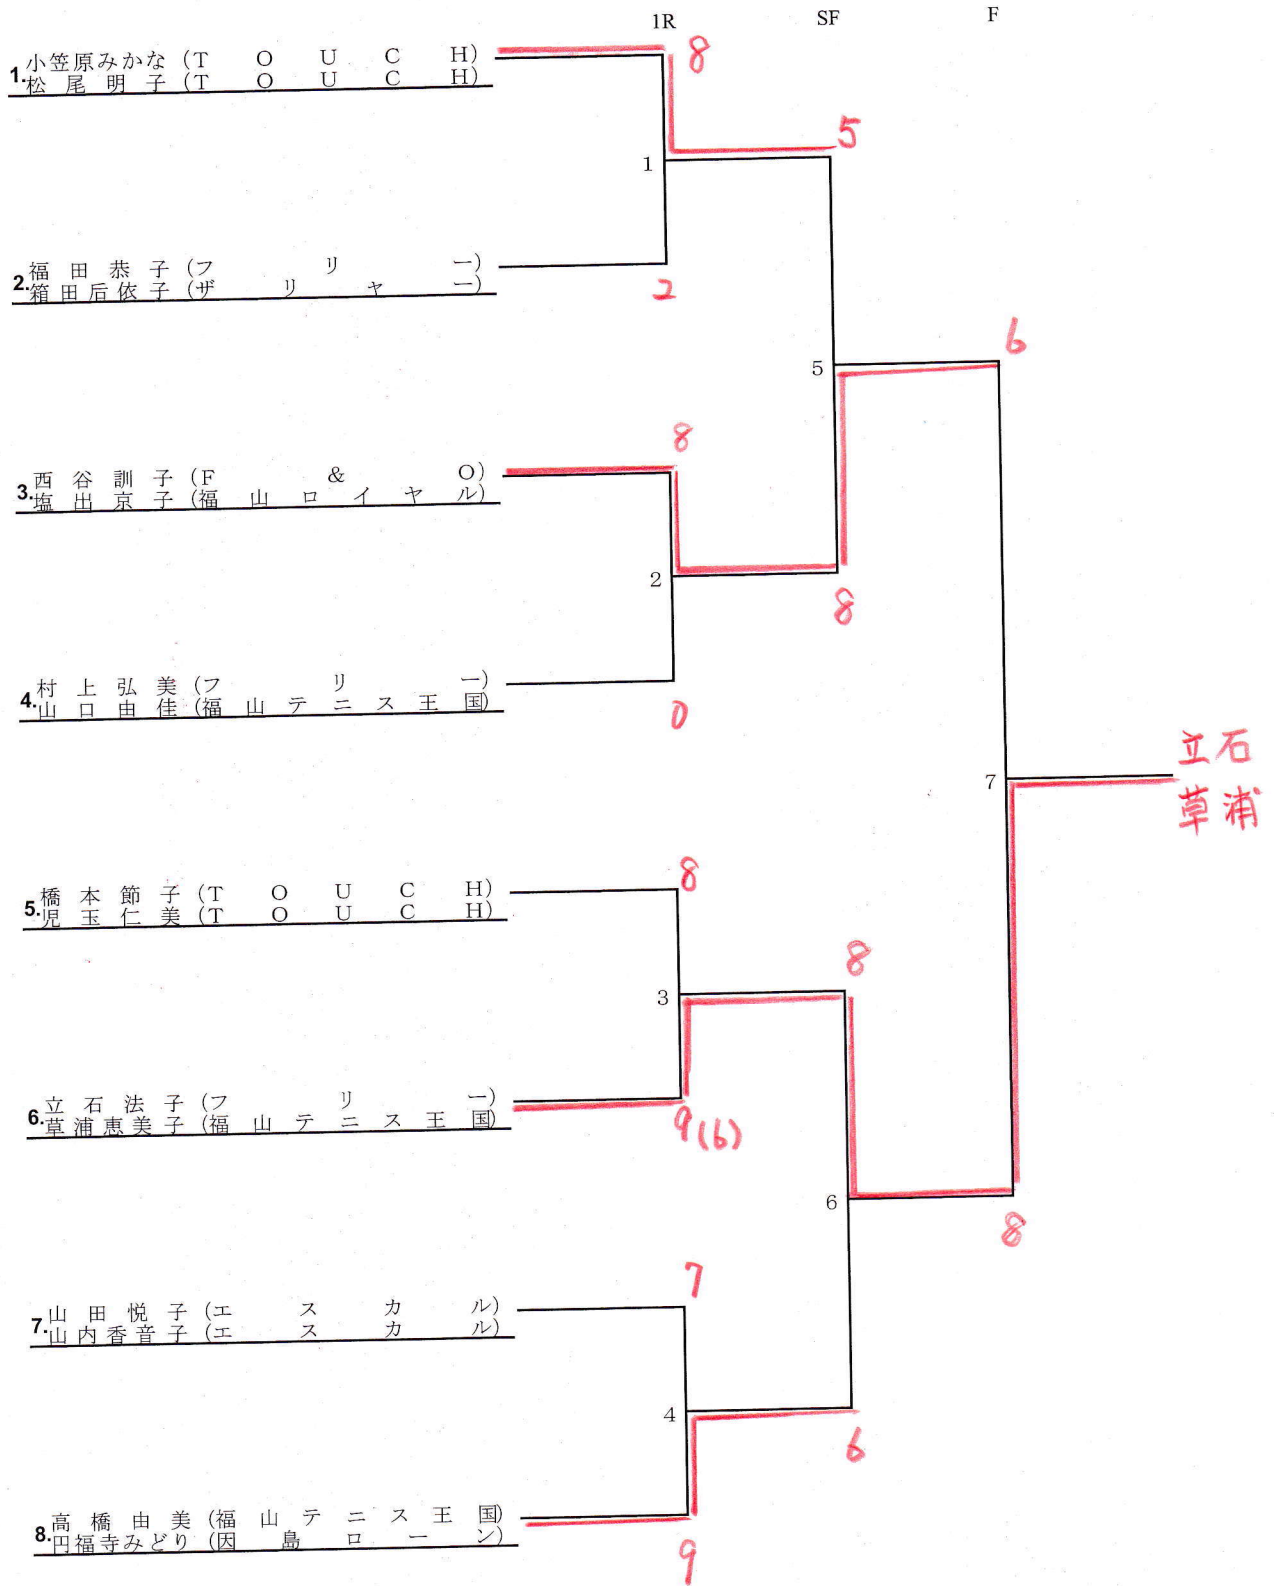 1R SF F
1. 小笠原みかな (T O U C H) 8
松尾明子 (T O U C H)
5
1
2. 福田恭子 (フリー)
箱田后依子 (ザリヤー) 2
6
5
3. 西谷訓子 (F & O) 8
塩出京子 (福山ロイヤル)
2
8
4. 村上弘美 (フリー)
山口由佳 (福山テニス王国) 0
立石
7
草浦
5. 橋本節子 (T O U C H) 8
児玉仁美 (T O U C H)
8
3
6. 立石法子 (フリー)
草浦恵美子 (福山テニス王国) 9(6)
6
8
7. 山田悦子 (エスカル) 7
山内香音子 (エスカル)
4
6
8. 高橋由美 (福山テニス王国)
円福寺みどり (因島ローン) 9